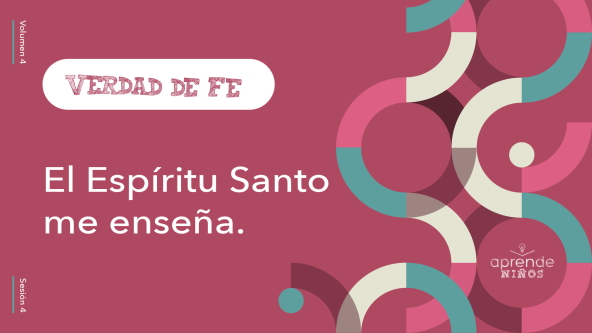 Volumen 4
VERDAD DE FE
El Espíritu Santo
me enseña.
aprende
NIÑOS
Sesión 4